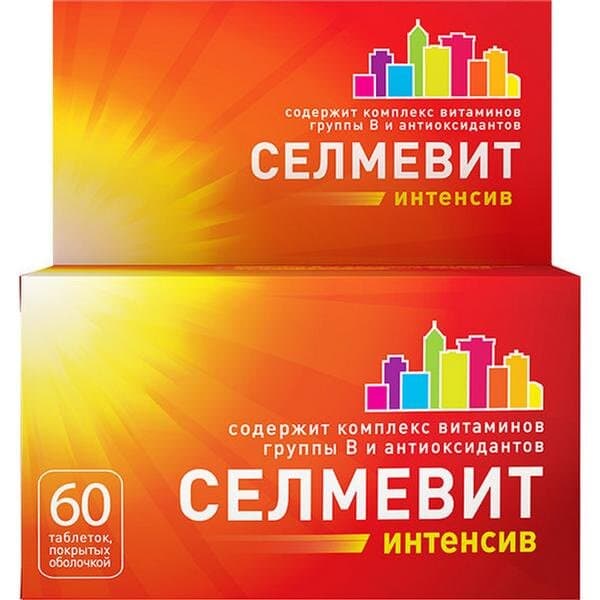 содержит комплекс витаминов
группы В и антиоксидантов
СЕЛМЕВИТ
интенсив
содержит комплекс витаминов
группы В и антиоксидантов
СЕЛМЕВИТ
интенсив
60
таблеток,
покрытых
оболочкой